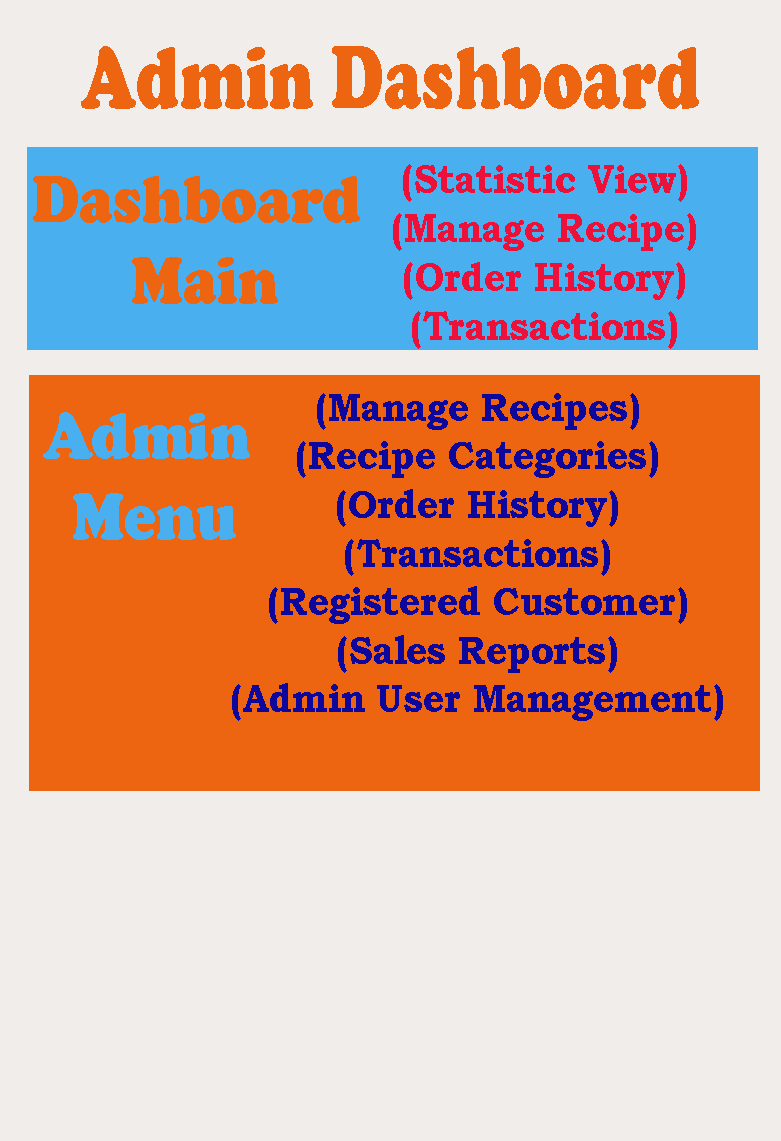 Admin Dashboard
Dashboard
Main
(Statistic View)
(Manage Recipe)
(Order History)
(Transactions)
Admin
Menu
(Manage Recipes)
(Recipe Categories)
(Order History)
(Transactions)
(Registered Customer)
(Sales Reports)
(Admin User Management)